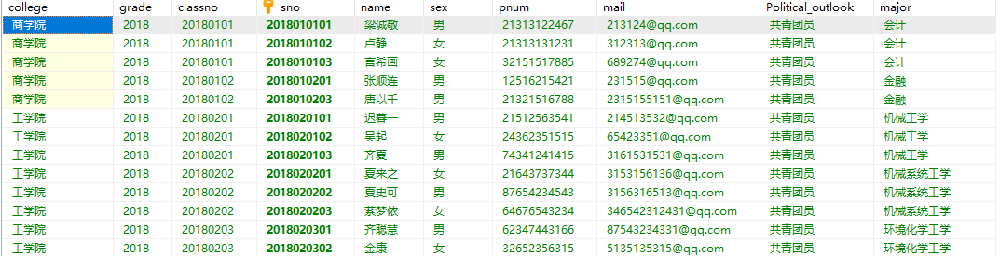 college grade classno sno name sex pnum mail Political_outlook major
商学院 2018 20180101 2018010101 梁诚敬 男 21313122467 213124@qq.com 共青团员 会计
商学院 2018 20180101 2018010102 卢静 女 21313131231 312313@qq.com 共青团员 会计
商学院 2018 20180101 2018010103 言希画 女 32151517885 689274@qq.com 共青团员 会计
商学院 2018 20180102 2018010201 张顺连 男 12516215421 231515@qq.com 共青团员 金融
商学院 2018 20180102 2018010203 唐以千 男 21321516788 2315155151@qq.com 共青团员 金融
工学院 2018 20180201 2018020101 迟暮一 男 21512563541 214513532@qq.com 共青团员 机械工学
工学院 2018 20180201 2018020102 吴起 女 24362351515 65423351@qq.com 共青团员 机械工学
工学院 2018 20180201 2018020103 齐夏 男 74341241415 3161531531@qq.com 共青团员 机械工学
工学院 2018 20180202 2018020201 夏来之 女 21643737344 3153156136@qq.com 共青团员 机械系统工学
工学院 2018 20180202 2018020202 夏史可 男 87654234543 3156316513@qq.com 共青团员 机械系统工学
工学院 2018 20180202 2018020203 萦梦依 女 64676543234 346542312431@qq.com 共青团员 机械系统工学
工学院 2018 20180203 2018020301 齐聪慧 男 62347443166 87543234331@qq.com 共青团员 环境化学工学
工学院 2018 20180203 2018020302 金康 女 32652356315 5135135315@qq.com 共青团员 环境化学工学